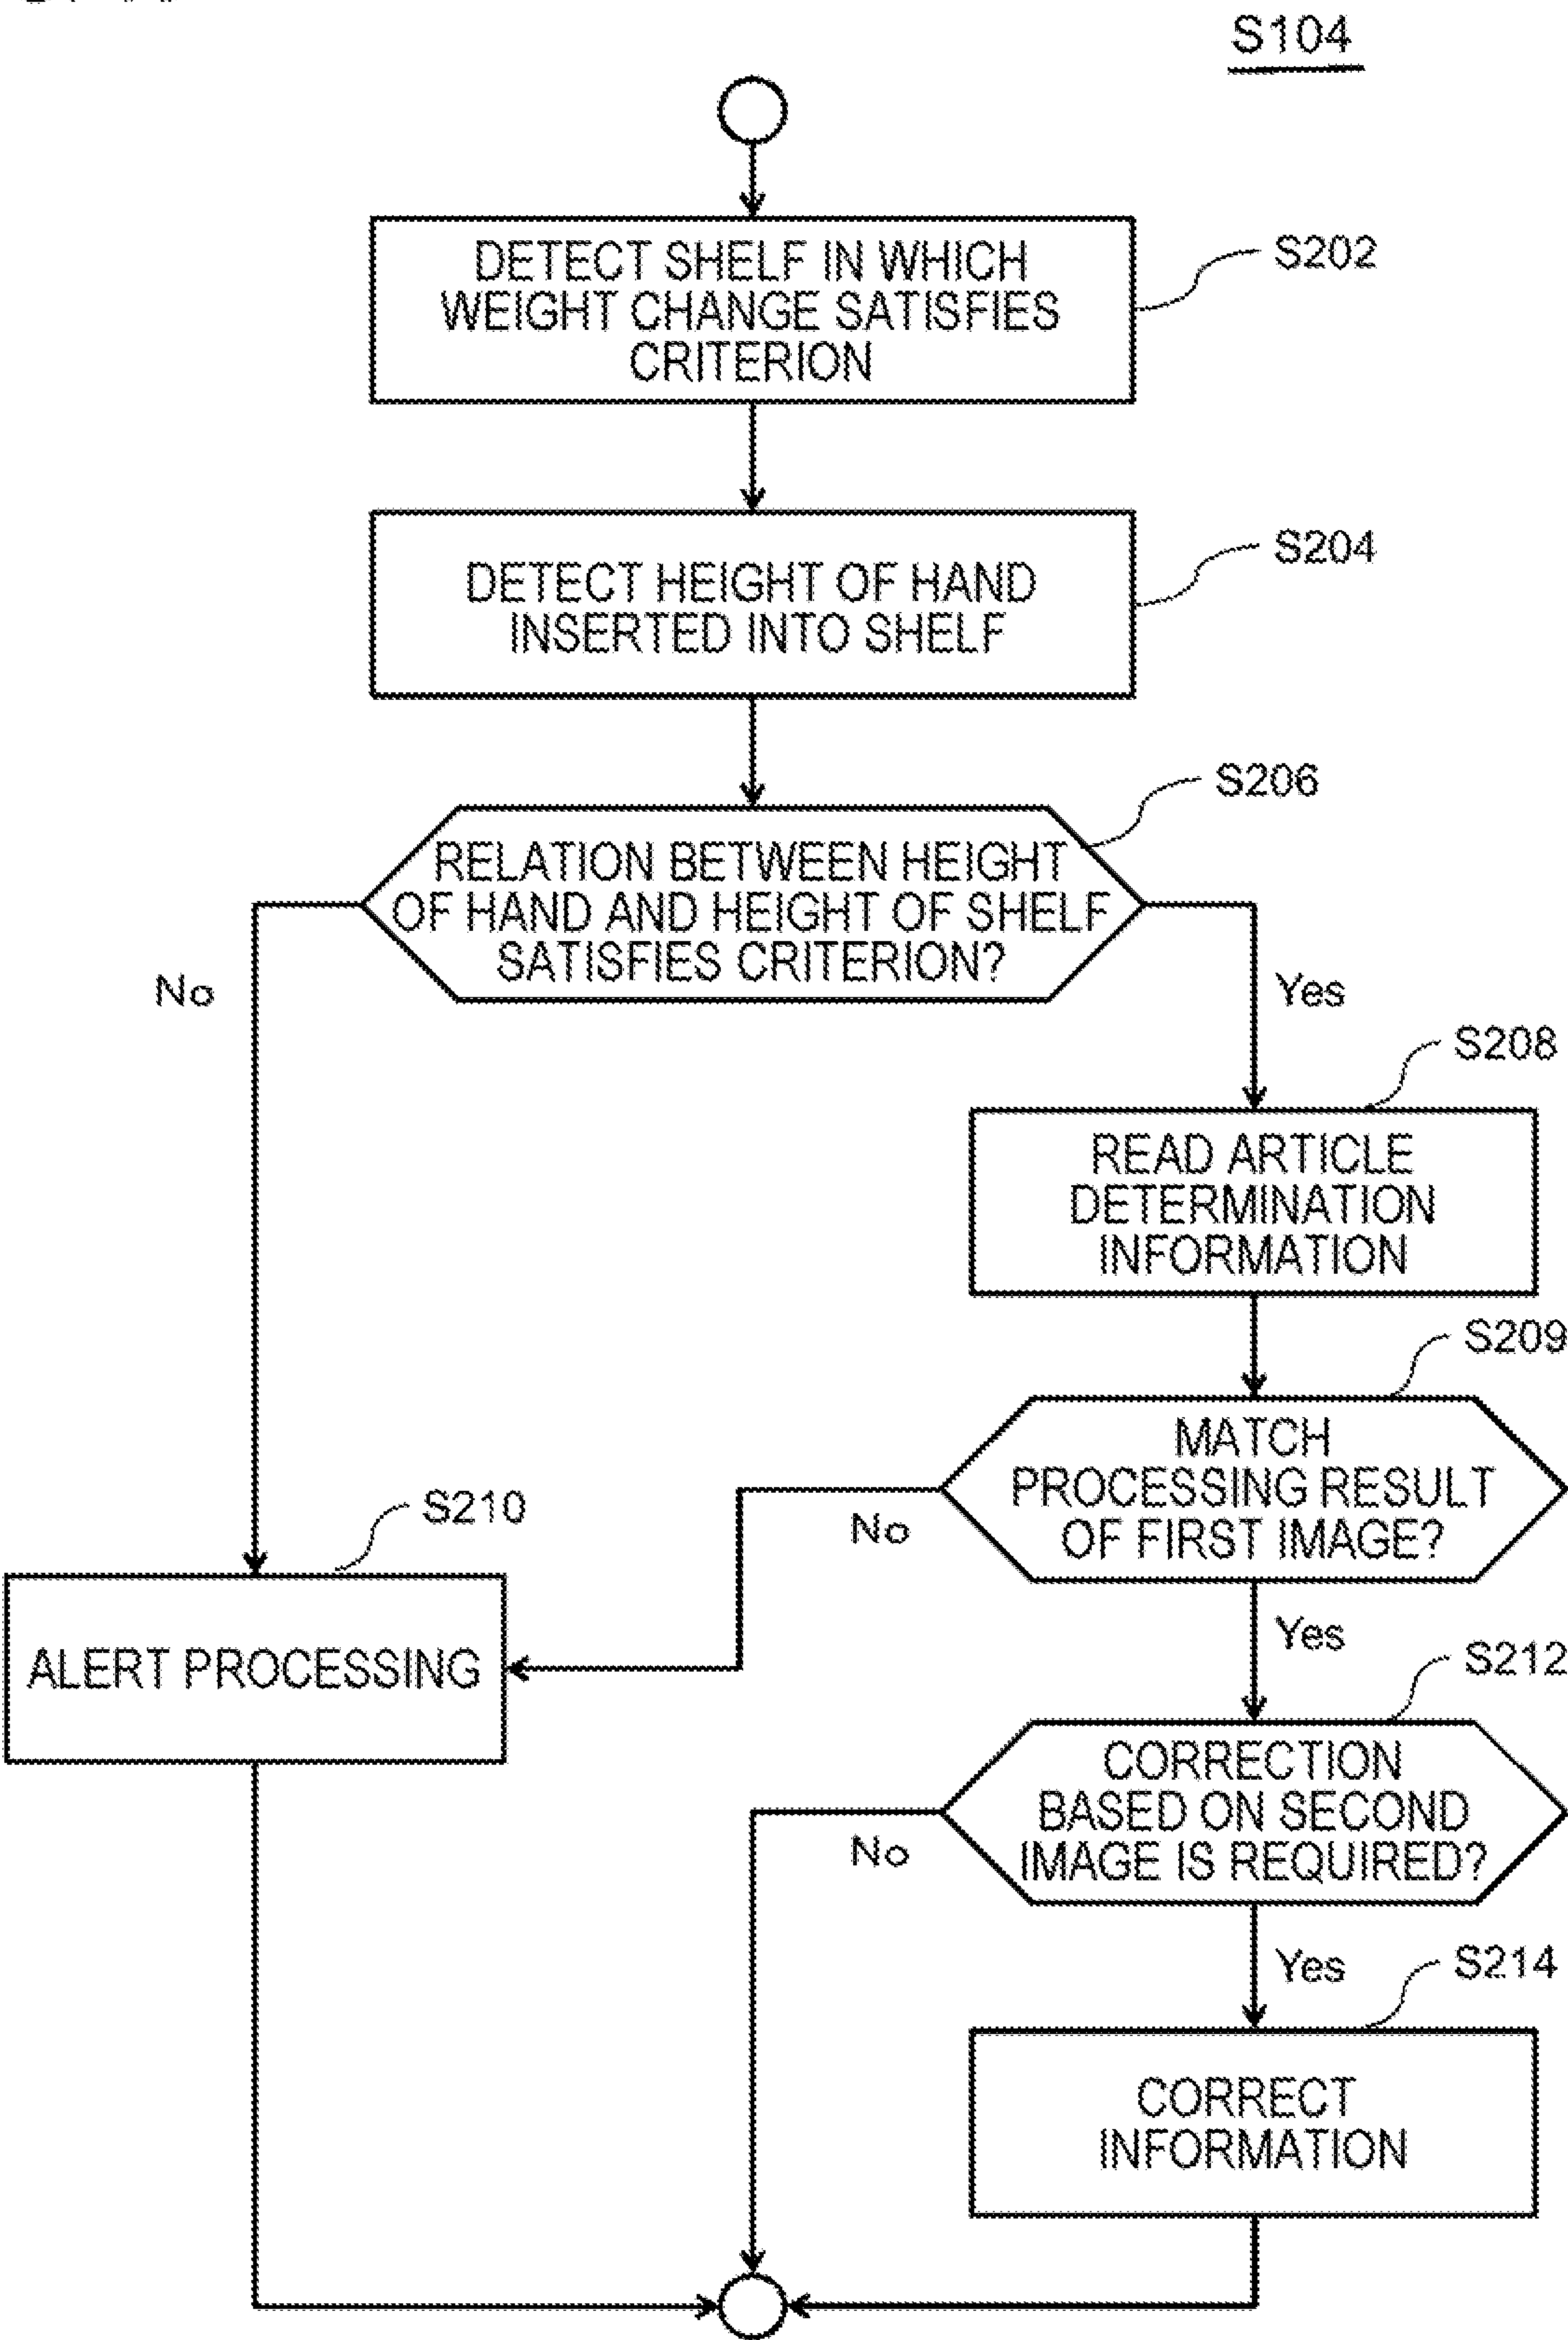 S104
DETECT SHELF IN WHICH
WEIGHT CHANGE SATISFIES
CRITERION
S202
DETECT HEIGHT OF HAND
INSERTED INTO SHELF
S204
RELATION BETWEEN HEIGHT
OF HAND AND HEIGHT OF SHELF
SATISFIES CRITERION?
S206
No
Yes
S208
READ ARTICLE
DETERMINATION
INFORMATION
S209
MATCH
PROCESSING RESULT
OF FIRST IMAGE?
No
Yes
S210
ALERT PROCESSING
S212
CORRECTION
BASED ON SECOND
IMAGE IS REQUIRED?
No
Yes
S214
CORRECT
INFORMATION